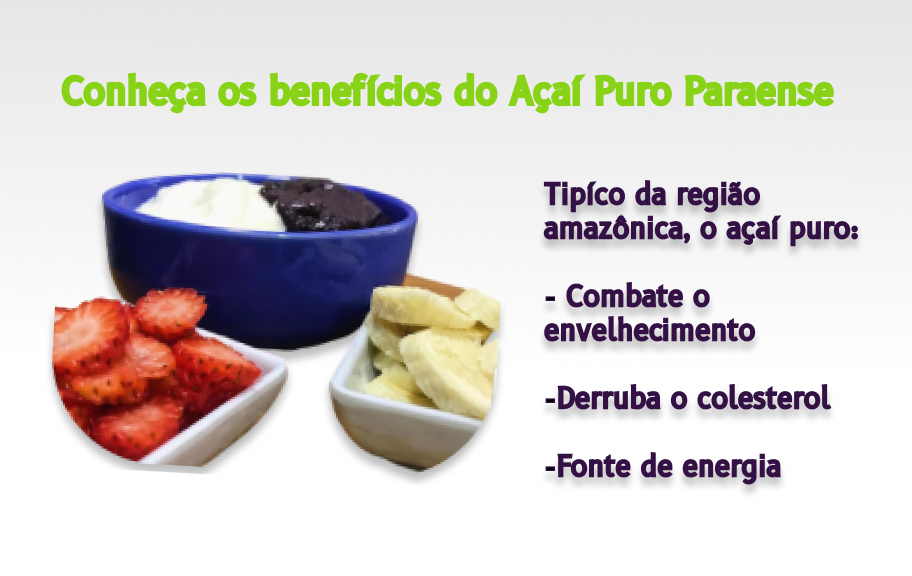 Conheça os benefícios do Açaí Puro Paraense
Tipíco da região
amazônica, o açaí puro:
- Combate o
envelhecimento
-Derruba o colesterol
-Fonte de energia